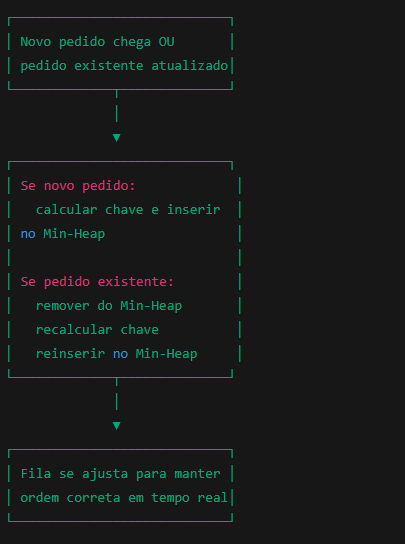 Novo pedido chega OU
pedido existente atualizado
Se novo pedido:
calcular chave e inserir
no Min-Heap
Se pedido existente:
remover do Min-Heap
recalcular chave
reinserir no Min-Heap
Fila se ajusta para manter
ordem correta em tempo real